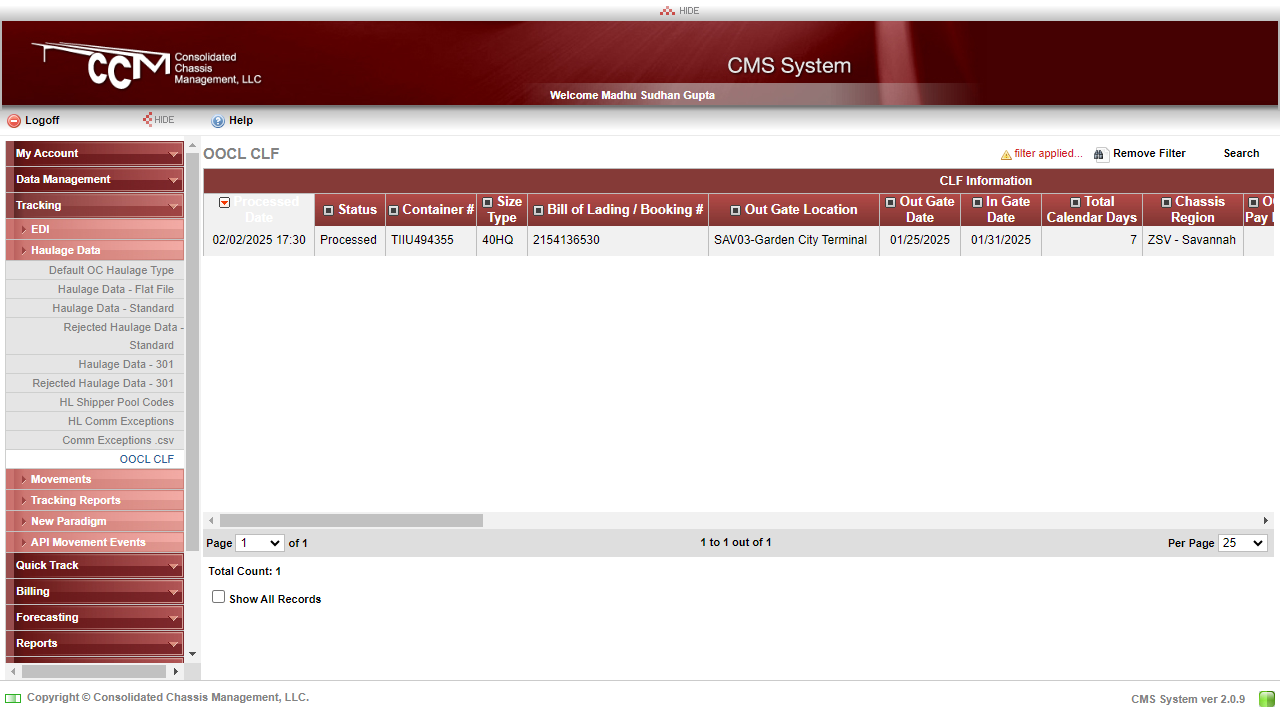 HIDE
CCM Consolidated Chassis Management, LLC
CMS System
Welcome Madhu Sudhan Gupta
Logoff
HIDE
Help
My Account
Data Management
Tracking
EDI
Haulage Data
Default OC Haulage Type
Haulage Data - Flat File
Haulage Data - Standard
Rejected Haulage Data -
Standard
Haulage Data - 301
Rejected Haulage Data - 301
HL Shipper Pool Codes
HL Comm Exceptions
Comm Exceptions .csv
OOCL CLF
Movements
Tracking Reports
New Paradigm
API Movement Events
Quick Track
Billing
Forecasting
Reports
OOCL CLF
filter applied... Remove Filter Search
CLF Information
Processed Date Status Container # Size Type Bill of Lading / Booking # Out Gate Location Out Gate Date In Gate Date Total Calendar Days Chassis Region
02/02/2025 17:30 Processed TIIU494355 40HQ 2154136530 SAV03-Garden City Terminal 01/25/2025 01/31/2025 7 ZSV - Savannah
Page 1 of 1 1 to 1 out of 1 Per Page 25
Total Count: 1
Show All Records
Copyright © Consolidated Chassis Management, LLC.
CMS System ver 2.0.9